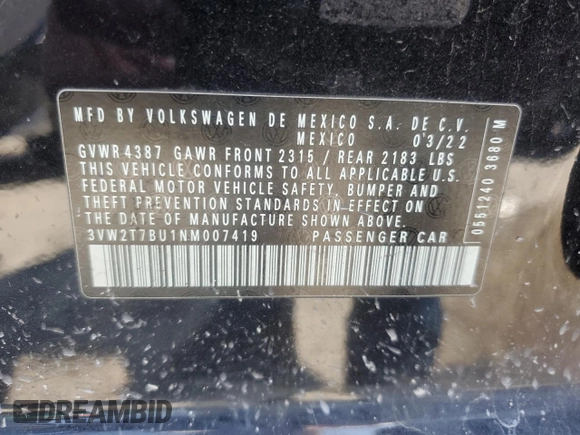 MFD BY VOLKSWAGEN DE MEXICO S.A. DE C.V.
MEXICO 03/22
GVWR 4387 GAWR FRONT 2315 / REAR 2183 LBS
THIS VEHICLE CONFORMS TO ALL APPLICABLE U.S.
FEDERAL MOTOR VEHICLE SAFETY, BUMPER AND
THEFT PREVENTION STANDARDS IN EFFECT ON
THE DATE OF MANUFACTURE SHOWN ABOVE.
3VW2T7BU1NM007419 PASSENGER CAR
05512403 3680 M
DREAMBID